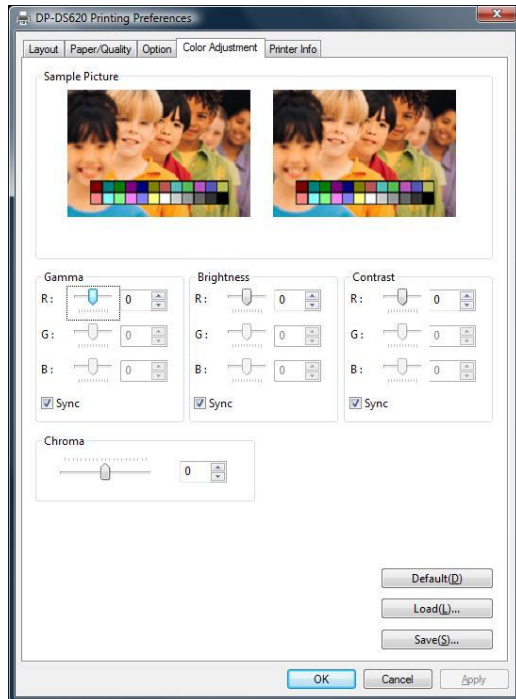 DP-DS620 Printing Preferences
Layout Paper/Quality Option Color Adjustment Printer Info
Sample Picture
Gamma Brightness Contrast
R: 0 R: 0 R: 0
G: 0 G: 0 G: 0
B: 0 B: 0 B: 0
Sync Sync Sync
Chroma
0
Default(D)
Load(L)...
Save(S)...
OK Cancel Apply